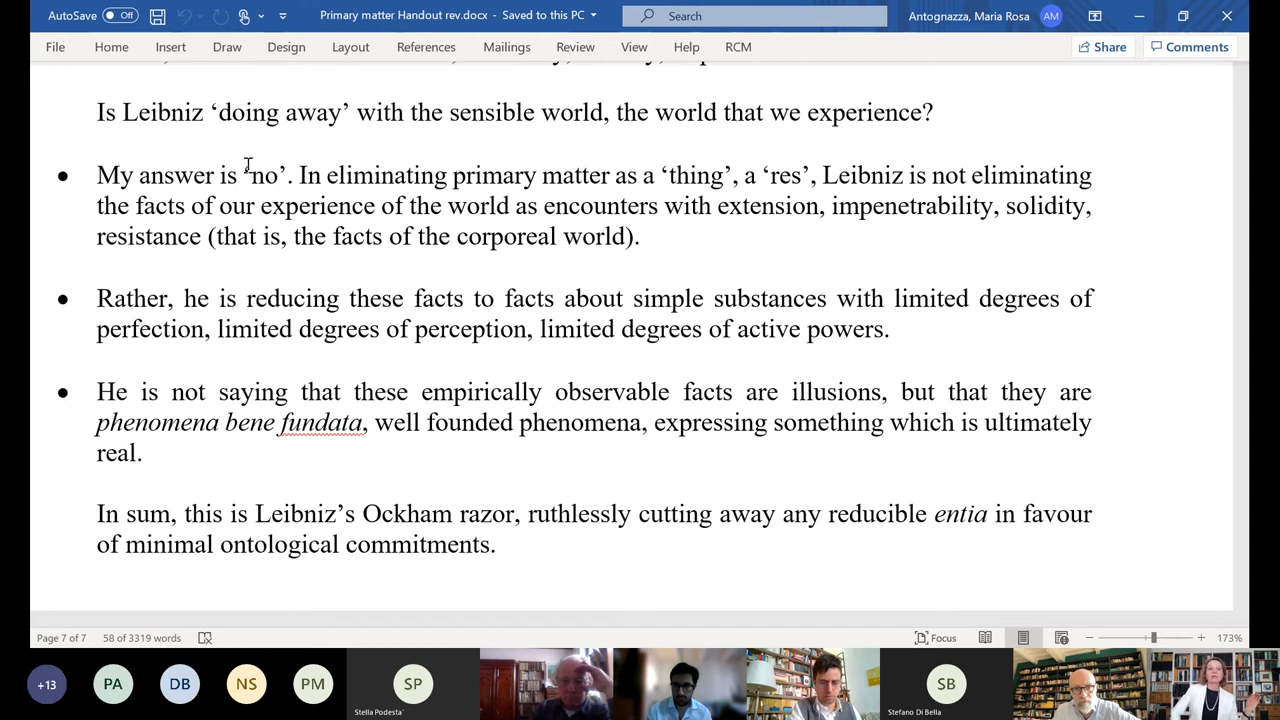 AutoSave Off Primary matter Handout rev.docx - Saved to this PC Search Antognazza, Maria Rosa AM
File Home Insert Draw Design Layout References Mailings Review View Help RCM Share Comments
Is Leibniz ‘doing away’ with the sensible world, the world that we experience?
• My answer is ‘no’. In eliminating primary matter as a ‘thing’, a ‘res’, Leibniz is not eliminating
the facts of our experience of the world as encounters with extension, impenetrability, solidity,
resistance (that is, the facts of the corporeal world).
• Rather, he is reducing these facts to facts about simple substances with limited degrees of
perfection, limited degrees of perception, limited degrees of active powers.
• He is not saying that these empirically observable facts are illusions, but that they are
phenomena bene fundata, well founded phenomena, expressing something which is ultimately
real.
In sum, this is Leibniz’s Ockham razor, ruthlessly cutting away any reducible entia in favour
of minimal ontological commitments.
Page 7 of 7 58 of 3319 words Focus 173%
+13 PA DB NS PM SP SB
Stella Podesta' Stefano Di Bella